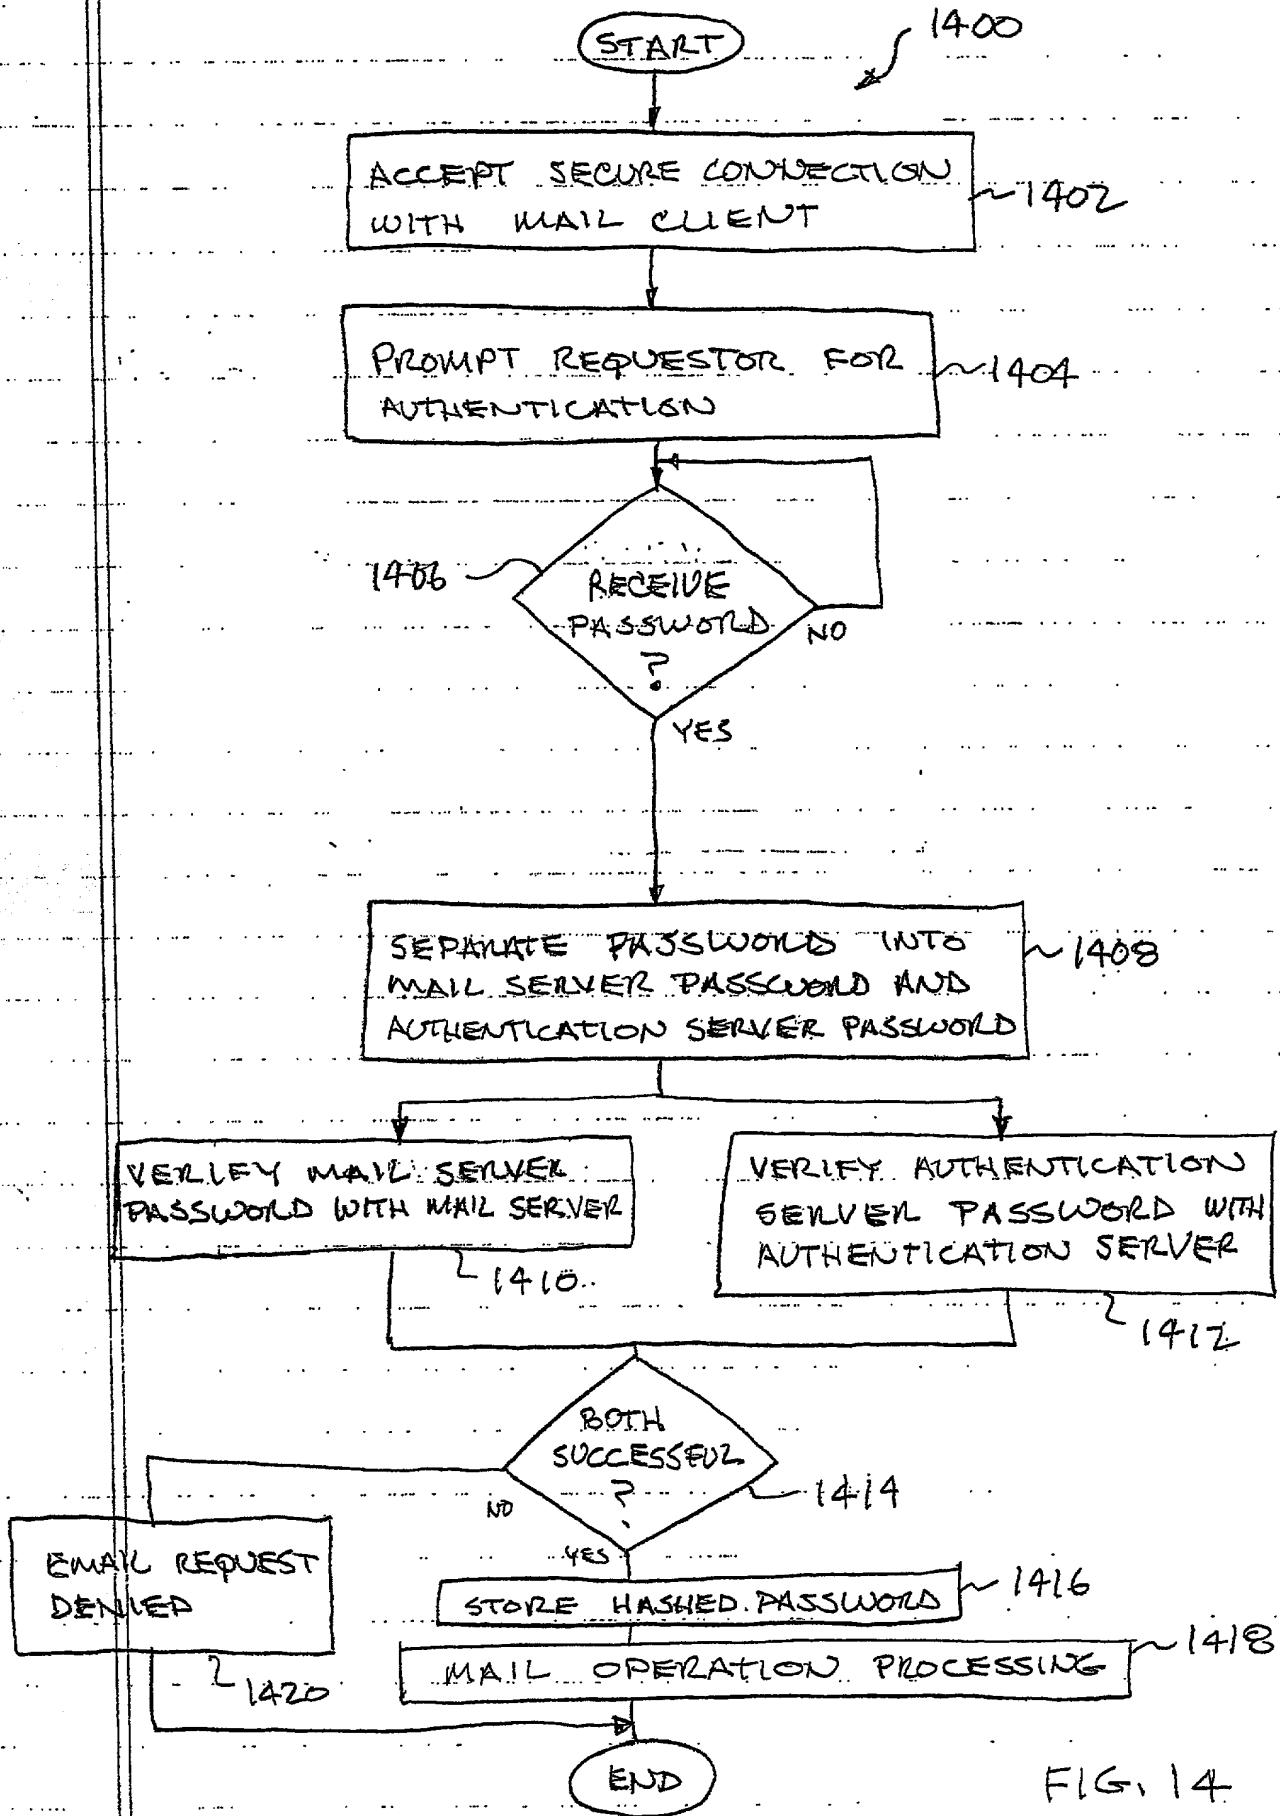 START
1400
ACCEPT SECURE CONNECTION
WITH MAIL CLIENT
1402
PROMPT REQUESTOR FOR
AUTHENTICATION
1404
1406
RECEIVE
PASSWORD
?
NO
YES
SEPARATE PASSWORD INTO
MAIL SERVER PASSWORD AND
AUTHENTICATION SERVER PASSWORD
1408
VERIFY MAIL SERVER
PASSWORD WITH MAIL SERVER
1410
VERIFY AUTHENTICATION
SERVER PASSWORD WITH
AUTHENTICATION SERVER
1412
BOTH
SUCCESSFUL
?
1414
NO
YES
EMAIL REQUEST
DENIED
1420
STORE HASHED PASSWORD
1416
MAIL OPERATION PROCESSING
1418
END
FIG. 14